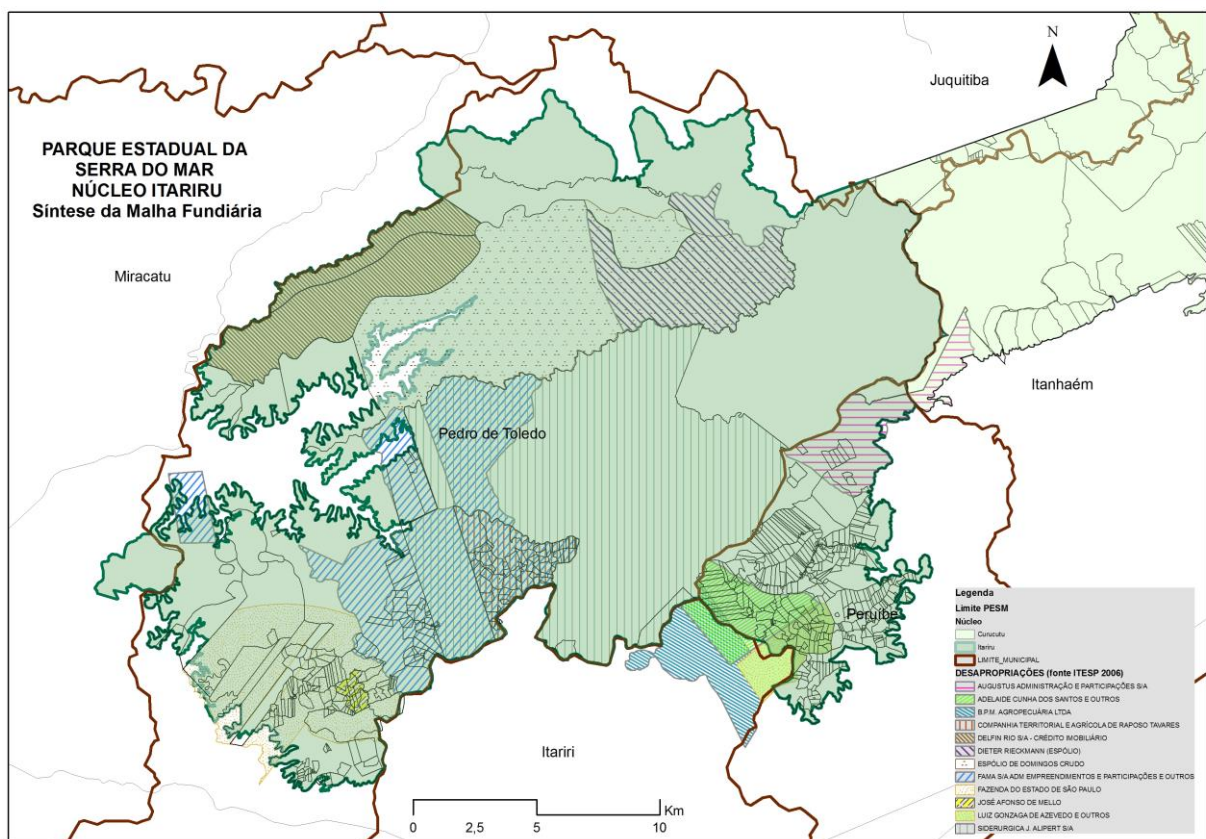 PARQUE ESTADUAL DA
SERRA DO MAR
NÚCLEO ITARIRU
Síntese da Malha Fundiária
N
Juquitiba
Miracatu
Itanhaém
Pedro de Toledo
Peruíbe
Itariri
Km
0
2,5
5
10
Legenda
Limite PESM
Núcleo
Curucutu
Itariru
LIMITE_MUNICIPAL
DESAPROPRIAÇÕES (fonte ITESP 2006)
AUGUSTUS ADMINISTRAÇÃO E PARTICIPAÇÕES S/A
ADELAIDE CUNHA DOS SANTOS E OUTROS
B.P.M. AGROPECUÁRIA LTDA
COMPANHIA TERRITORIAL E AGRÍCOLA DE RAPOSO TAVARES
DELFIN RIO S/A - CRÉDITO IMOBILIÁRIO
DIETER RIECKMANN (ESPÓLIO)
ESPÓLIO DE DOMINGOS CRUDO
FAMA S/A ADM EMPREENDIMENTOS E PARTICIPAÇÕES E OUTROS
FAZENDA DO ESTADO DE SÃO PAULO
JOSÉ AFONSO DE MELLO
LUIZ GONZAGA DE AZEVEDO E OUTROS
SIDERURGICA J. ALIPERT S/A